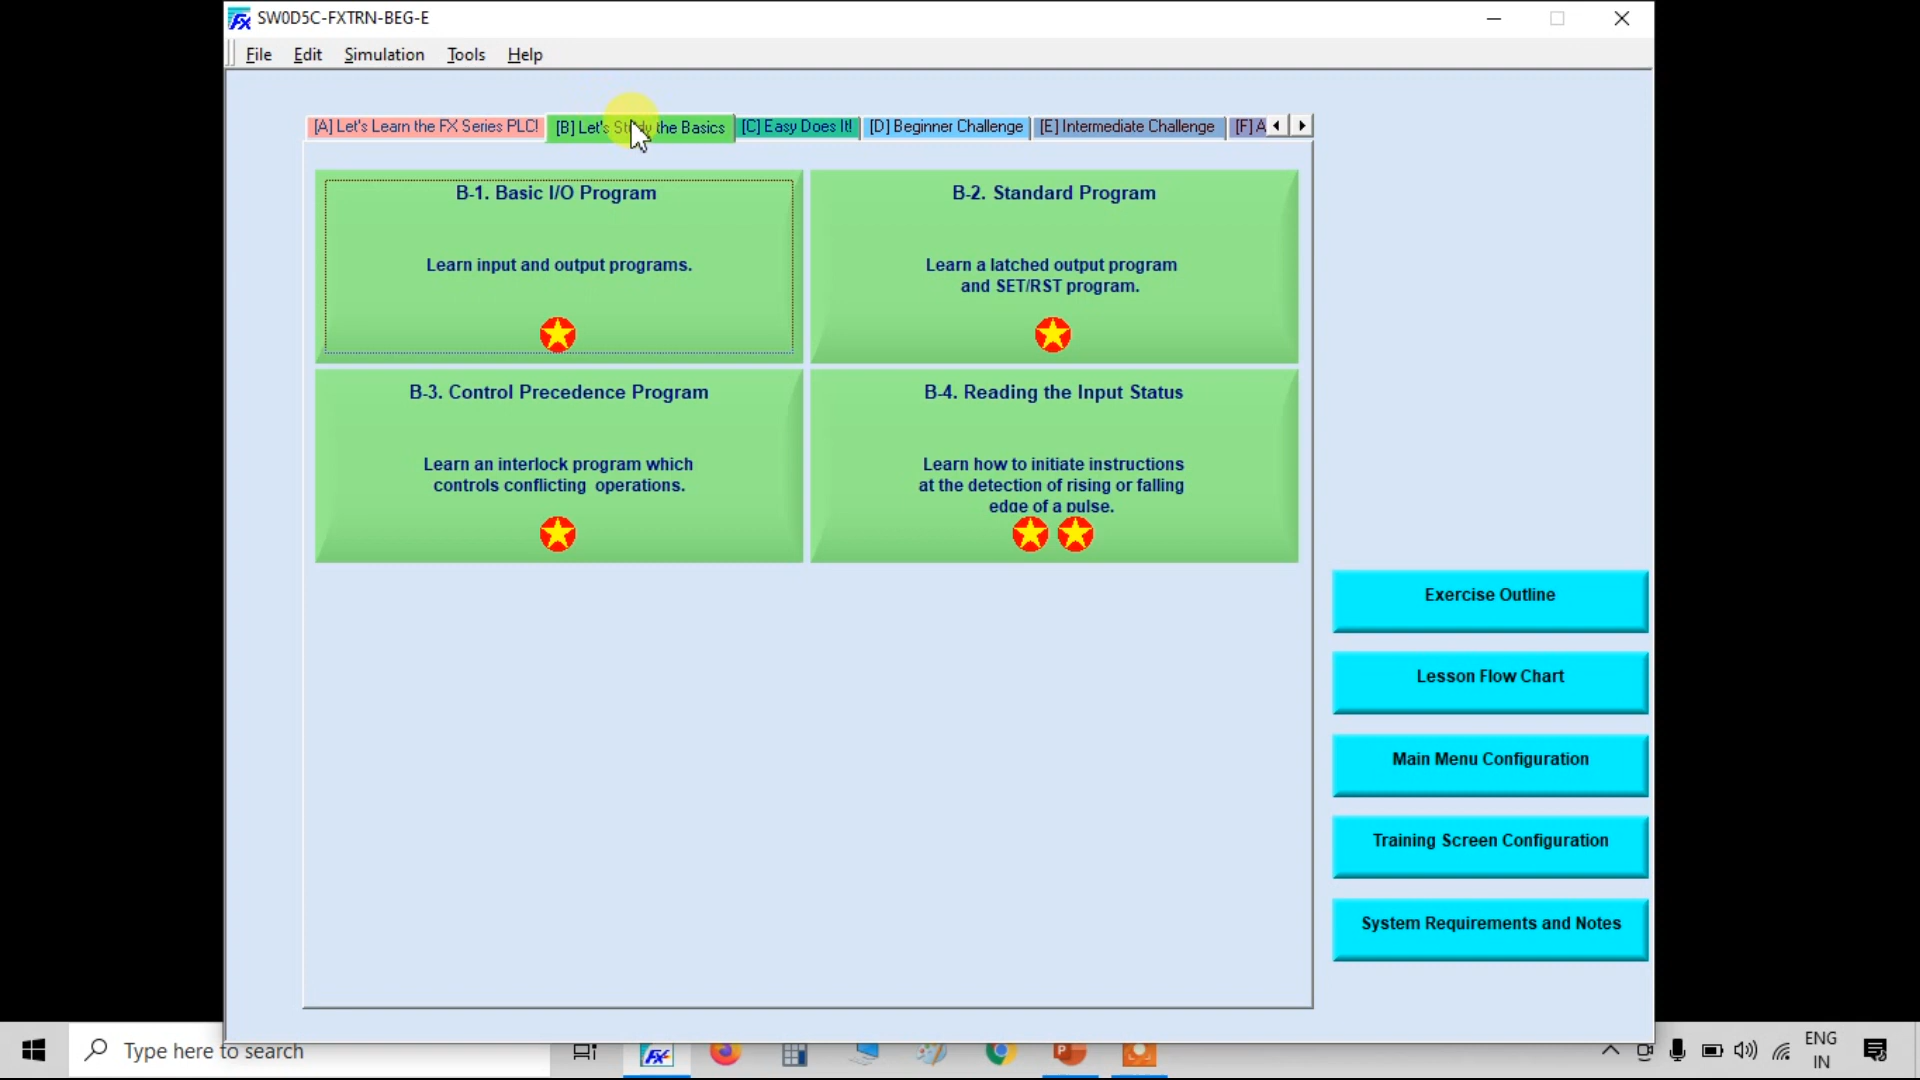 SW0D5C-FXTRN-BEG-E
File Edit Simulation Tools Help
[A] Let's Learn the FX Series PLC! [B] Let's Study the Basics [C] Easy Does It! [D] Beginner Challenge [E] Intermediate Challenge [F] A
B-1. Basic I/O Program
Learn input and output programs.
B-2. Standard Program
Learn a latched output program
and SET/RST program.
B-3. Control Precedence Program
Learn an interlock program which
controls conflicting operations.
B-4. Reading the Input Status
Learn how to initiate instructions
at the detection of rising or falling
edge of a pulse.
Exercise Outline
Lesson Flow Chart
Main Menu Configuration
Training Screen Configuration
System Requirements and Notes
Type here to search
ENG
IN